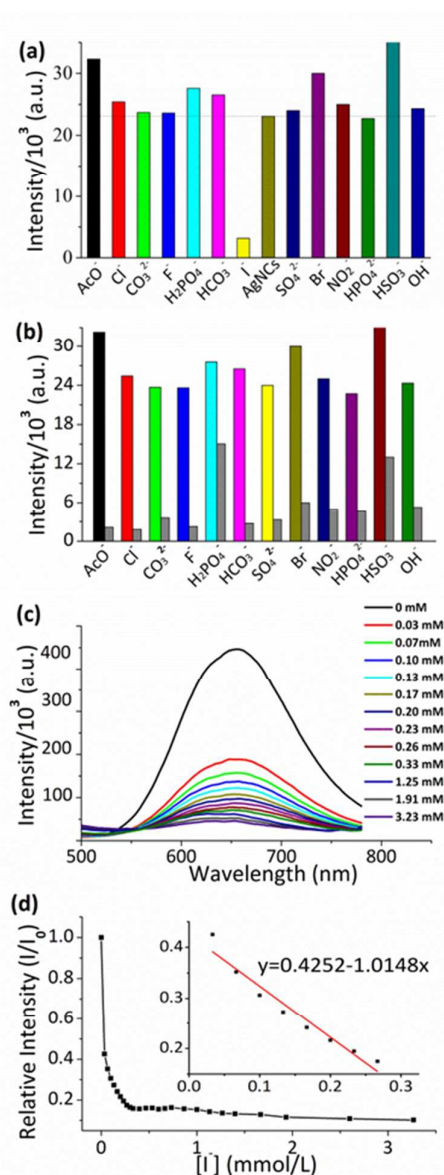 (a)
Intensity/10³ (a.u.)
30
20
10
0
AcO⁻
Cl⁻
CO₃²⁻
F⁻
H₂PO₄⁻
HCO₃⁻
I⁻
AgNCs
SO₄²⁻
Br⁻
NO₂⁻
HPO₄²⁻
HSO₃⁻
OH⁻
(b)
Intensity/10³ (a.u.)
30
24
18
12
6
0
AcO⁻
Cl⁻
CO₃²⁻
F⁻
H₂PO₄⁻
HCO₃⁻
SO₄²⁻
Br⁻
NO₂⁻
HPO₄²⁻
HSO₃⁻
OH⁻
(c)
Intensity/10³ (a.u.)
400
300
200
100
500 600 700 800
Wavelength (nm)
0 mM
0.03 mM
0.07mM
0.10 mM
0.13 mM
0.17 mM
0.20 mM
0.23 mM
0.26 mM
0.33 mM
1.25 mM
1.91 mM
3.23 mM
(d)
Relative Intensity (I/I₀)
1.0
0.8
0.6
0.4
0.2
0 1 2 3
[I⁻] (mmol/L)
0.4
0.3
0.2
0.0 0.1 0.2 0.3
y=0.4252-1.0148x